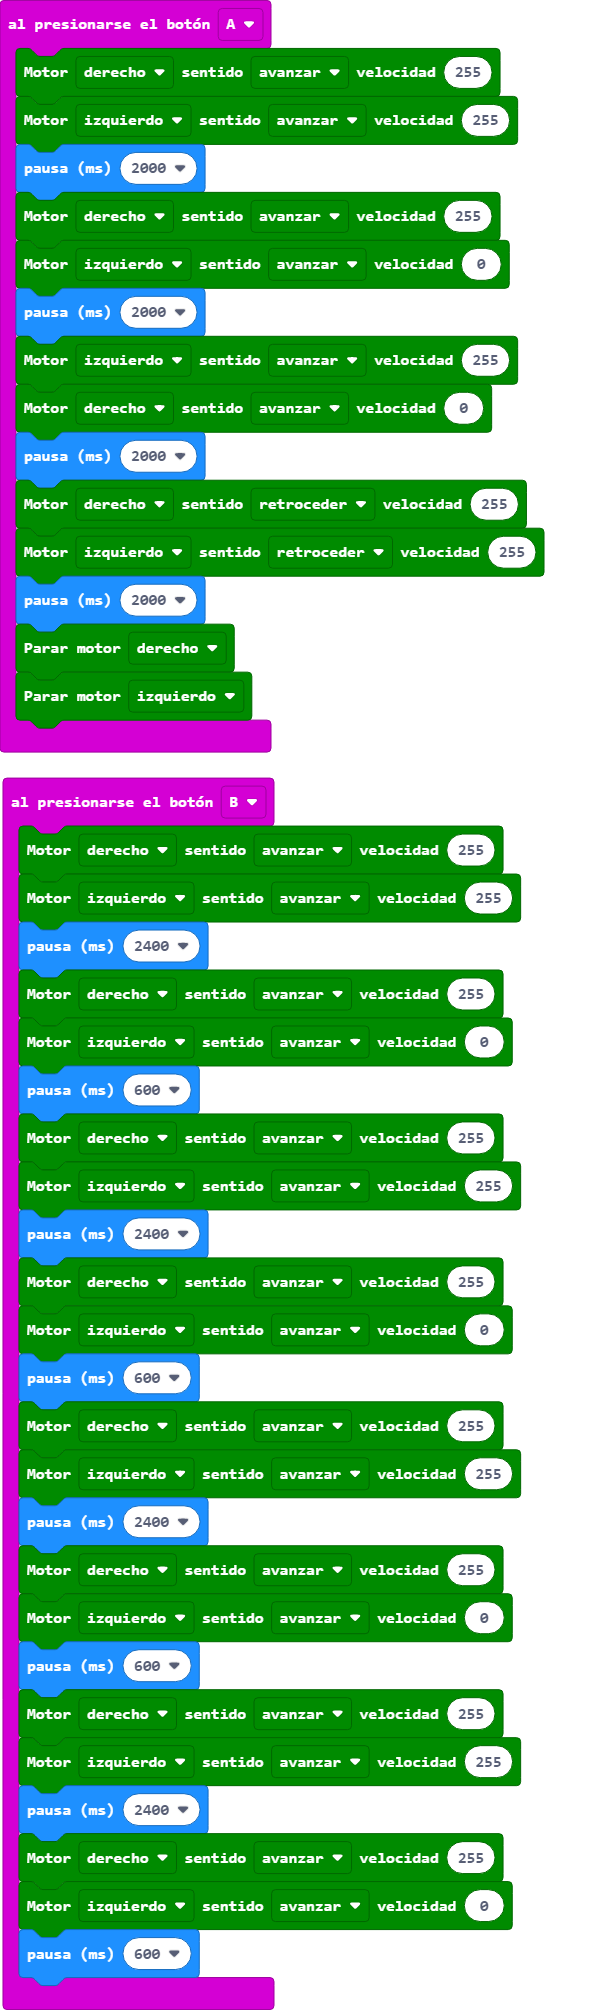 al presionarse el botón A
Motor derecho sentido avanzar velocidad 255
Motor izquierdo sentido avanzar velocidad 255
pausa (ms) 2000
Motor derecho sentido avanzar velocidad 255
Motor izquierdo sentido avanzar velocidad 0
pausa (ms) 2000
Motor izquierdo sentido avanzar velocidad 255
Motor derecho sentido avanzar velocidad 0
pausa (ms) 2000
Motor derecho sentido retroceder velocidad 255
Motor izquierdo sentido retroceder velocidad 255
pausa (ms) 2000
Parar motor derecho
Parar motor izquierdo
al presionarse el botón B
Motor derecho sentido avanzar velocidad 255
Motor izquierdo sentido avanzar velocidad 255
pausa (ms) 2400
Motor derecho sentido avanzar velocidad 255
Motor izquierdo sentido avanzar velocidad 0
pausa (ms) 600
Motor derecho sentido avanzar velocidad 255
Motor izquierdo sentido avanzar velocidad 255
pausa (ms) 2400
Motor derecho sentido avanzar velocidad 255
Motor izquierdo sentido avanzar velocidad 0
pausa (ms) 600
Motor derecho sentido avanzar velocidad 255
Motor izquierdo sentido avanzar velocidad 255
pausa (ms) 2400
Motor derecho sentido avanzar velocidad 255
Motor izquierdo sentido avanzar velocidad 0
pausa (ms) 600
Motor derecho sentido avanzar velocidad 255
Motor izquierdo sentido avanzar velocidad 255
pausa (ms) 2400
Motor derecho sentido avanzar velocidad 255
Motor izquierdo sentido avanzar velocidad 0
pausa (ms) 600